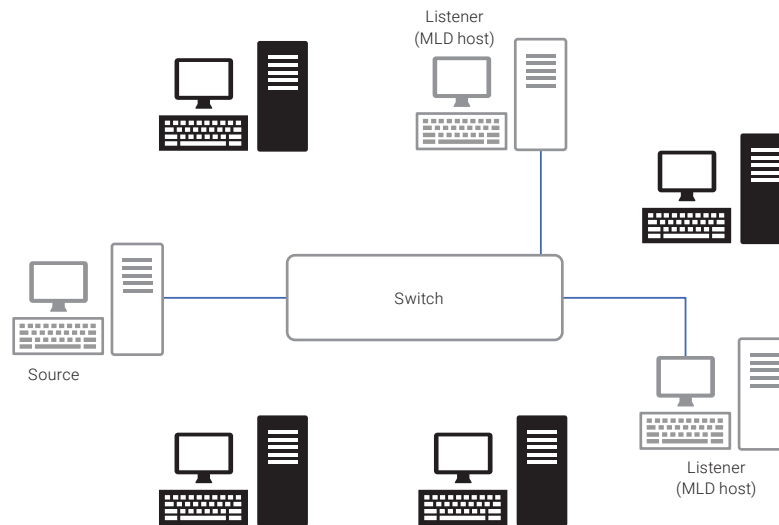 Listener
(MLD host)
Switch
Source
Listener
(MLD host)